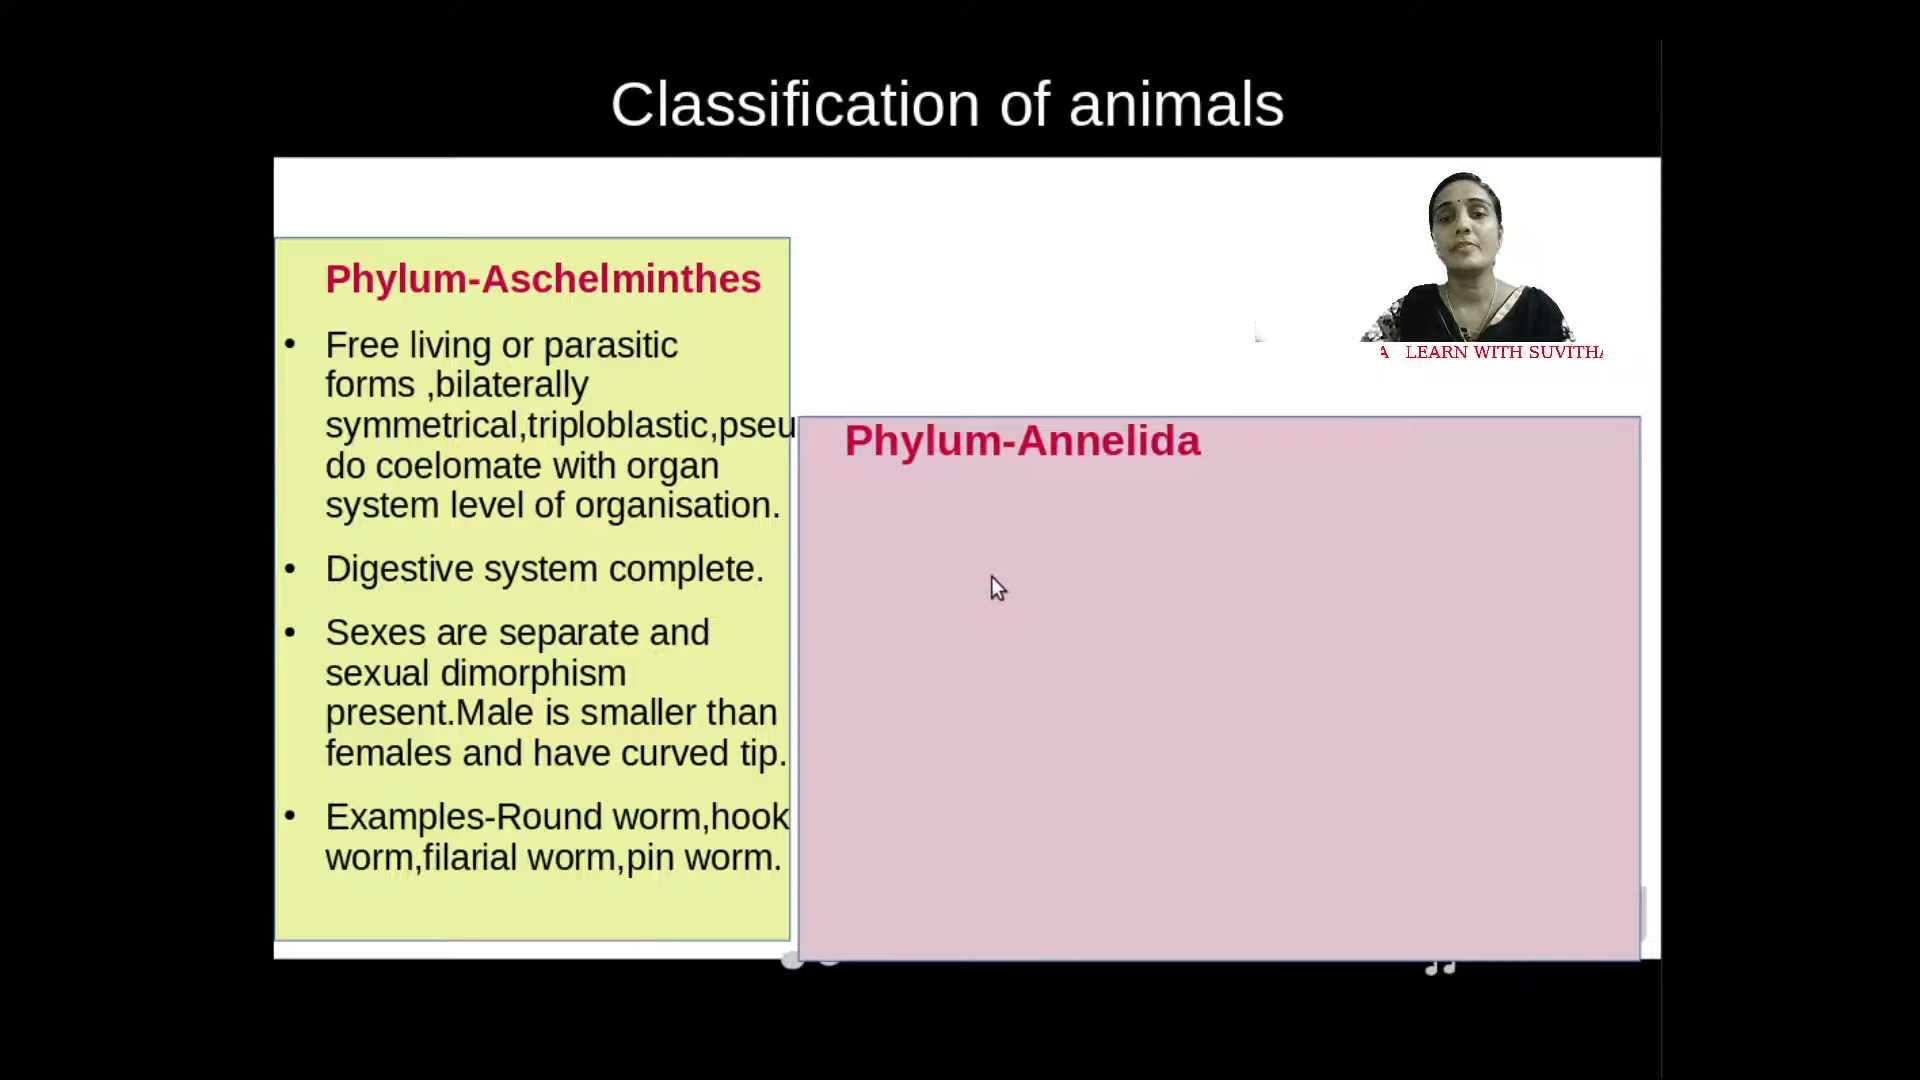 Classification of animals
Phylum-Aschelminthes
• Free living or parasitic
forms ,bilaterally
symmetrical,triploblastic,pseu
do coelomate with organ
system level of organisation.
• Digestive system complete.
• Sexes are separate and
sexual dimorphism
present.Male is smaller than
females and have curved tip.
• Examples-Round worm,hook
worm,filarial worm,pin worm.
A LEARN WITH SUVITHA
Phylum-Annelida